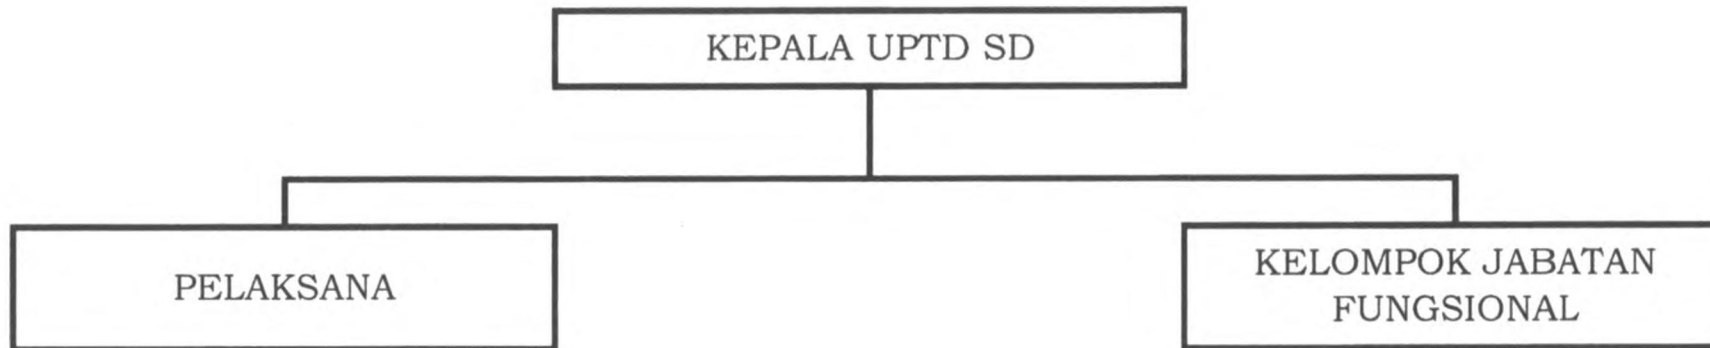 KEPALA UPTD SD
PELAKSANA
KELOMPOK JABATAN
FUNGSIONAL